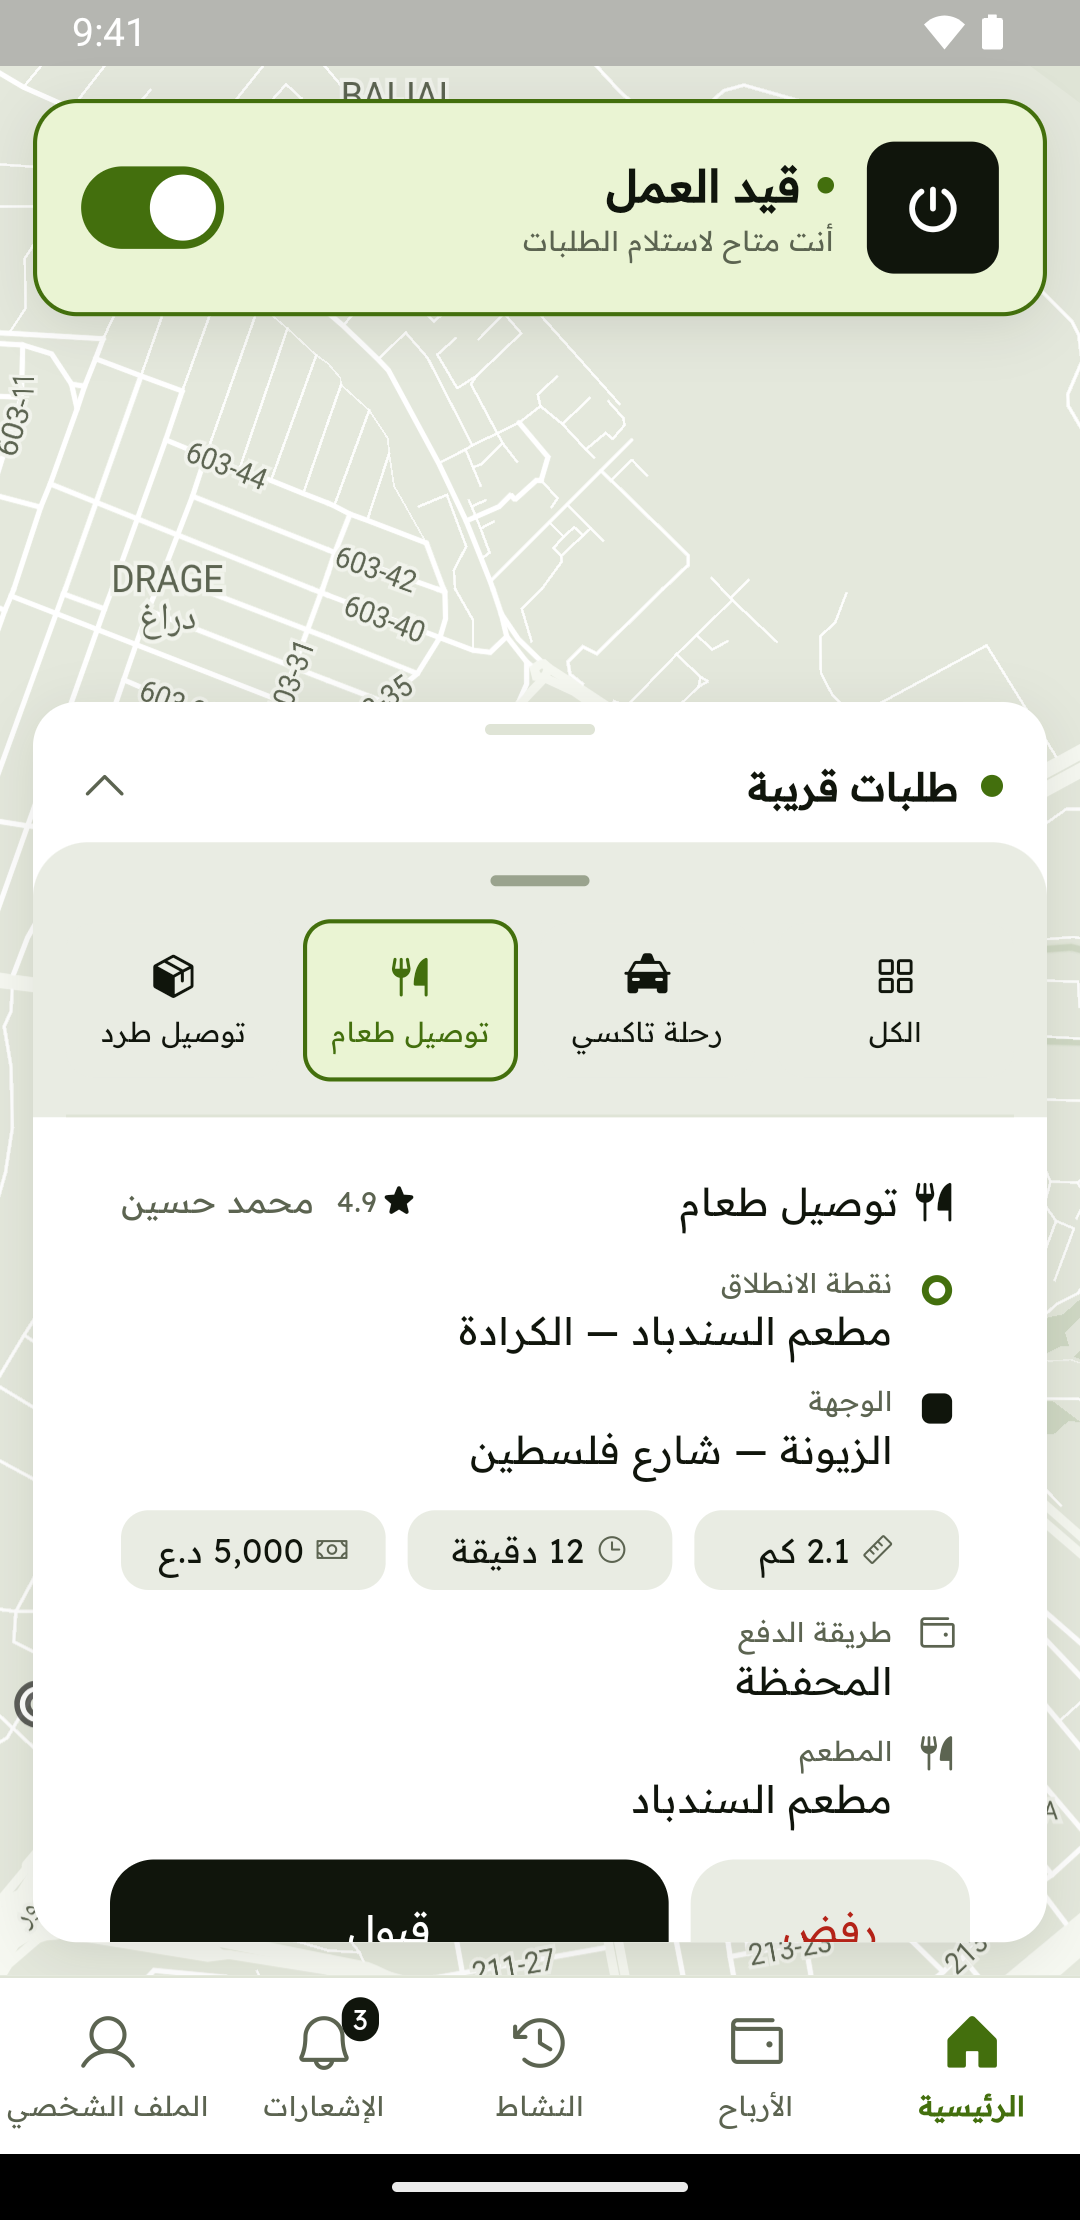 9:41
قيد العمل
أنت متاح لاستلام الطلبات
603-11
603-44
603-42
DRAGE
دراغ
603-40
طلبات قريبة
الكل
رحلة تاكسي
توصيل طعام
توصيل طرد
توصيل طعام
4.9 محمد حسين
نقطة الانطلاق
مطعم السندباد — الكرادة
الوجهة
الزيونة — شارع فلسطين
2.1 كم
12 دقيقة
5,000 د.ع
طريقة الدفع
المحفظة
المطعم
مطعم السندباد
رفض
قبول
211-27
213-23
الرئيسية
الأرباح
النشاط
3
الإشعارات
الملف الشخصي